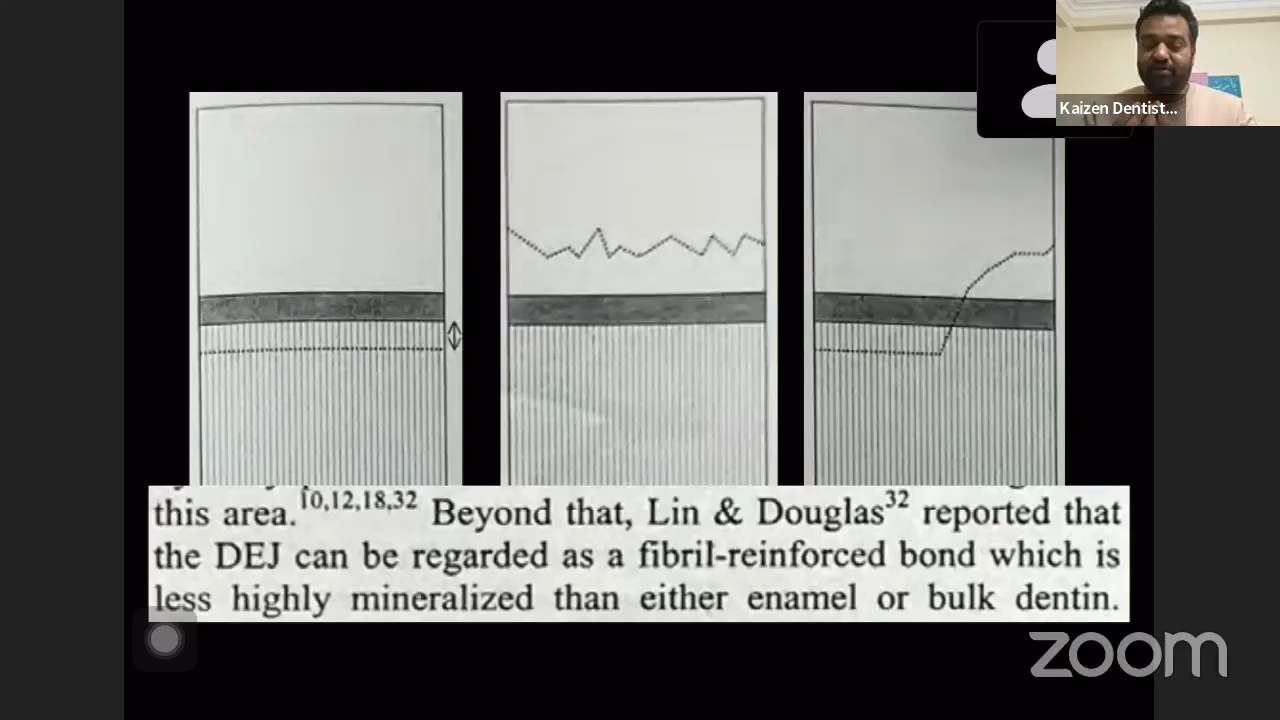 Kaizen Dentist...
this area.10,12,18,32 Beyond that, Lin & Douglas32 reported that
the DEJ can be regarded as a fibril-reinforced bond which is
less highly mineralized than either enamel or bulk dentin.
zoom